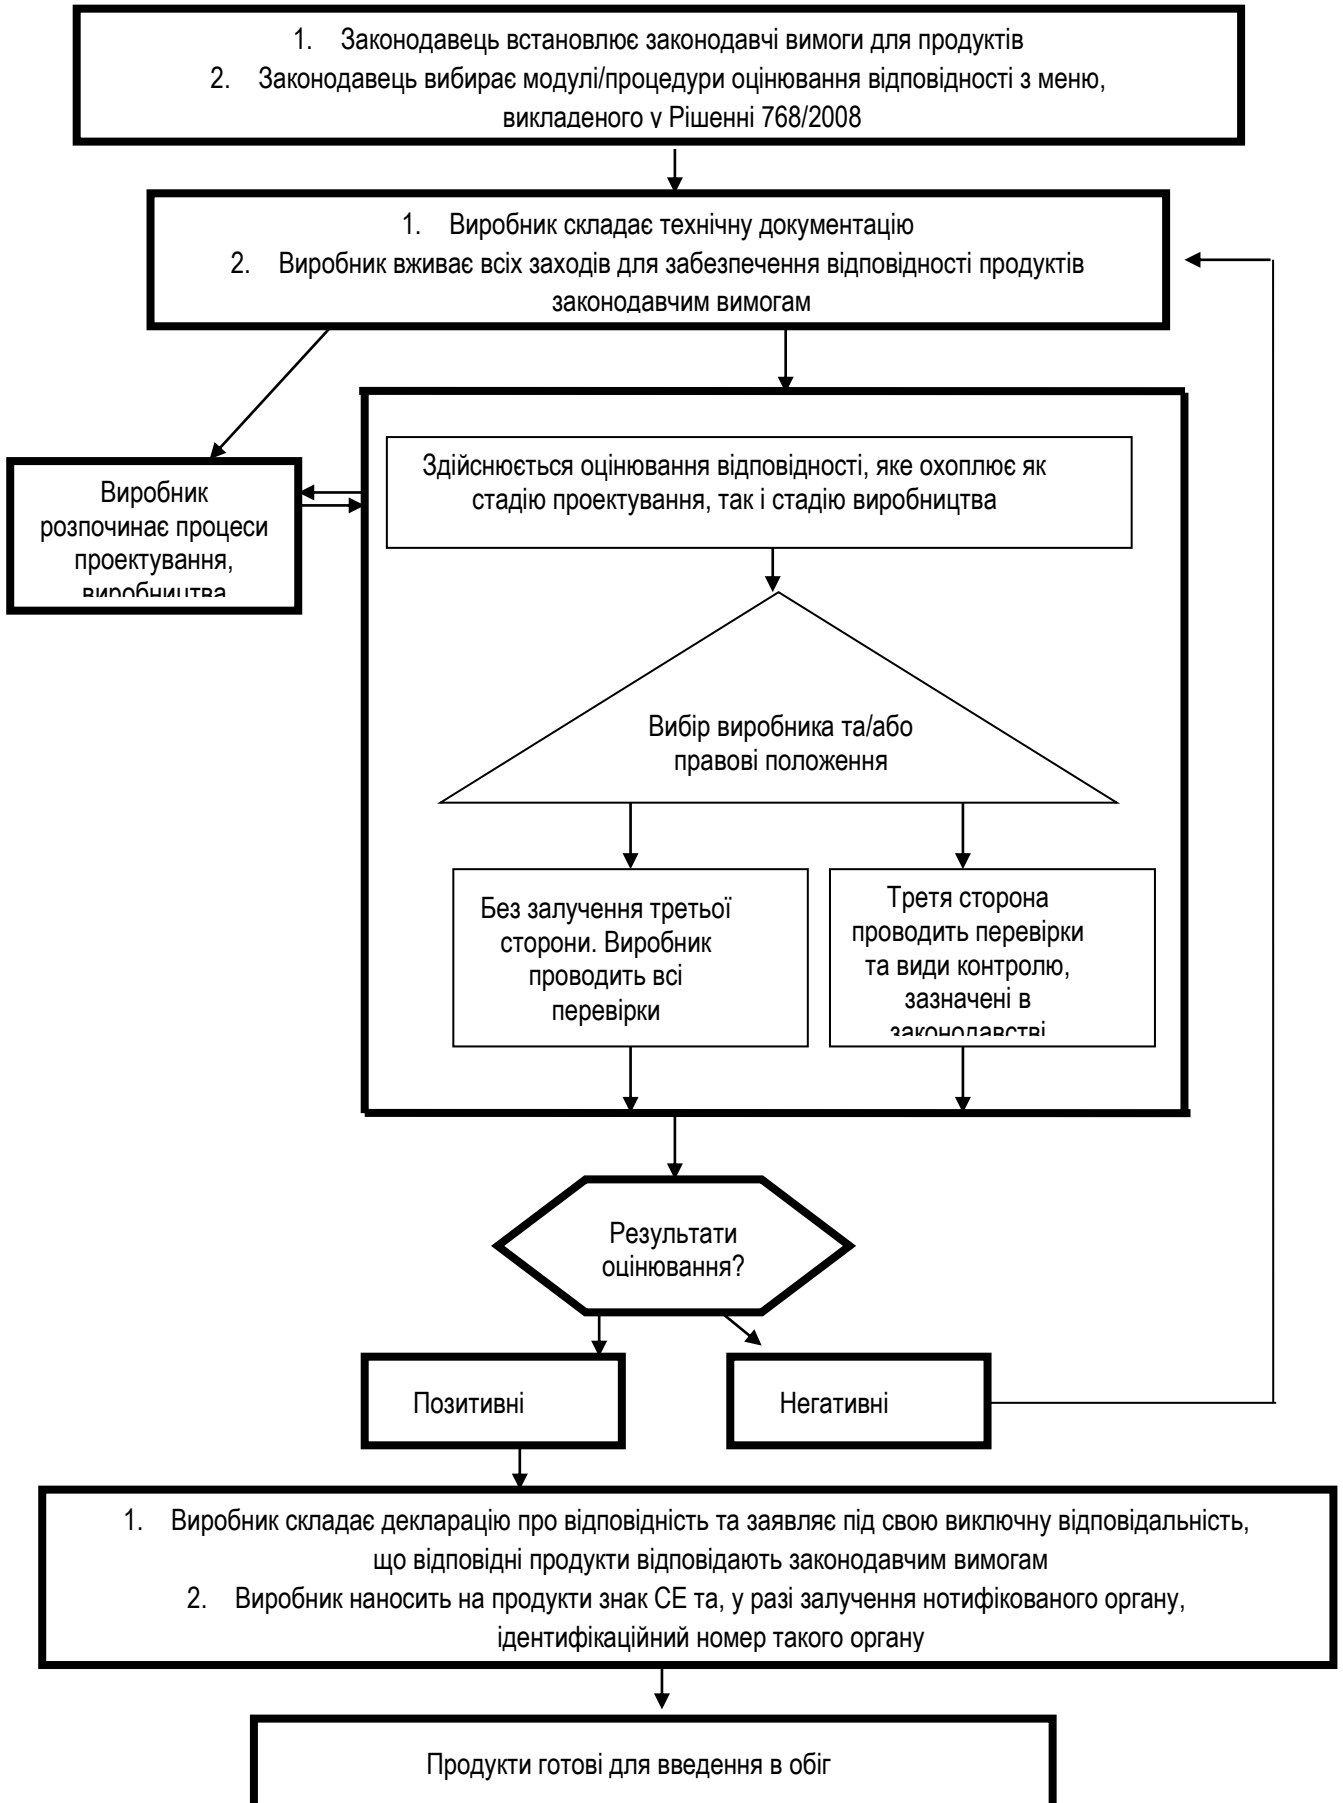 1. Законодавець встановлює законодавчі вимоги для продуктів
2. Законодавець вибирає модулі/процедури оцінювання відповідності з меню,
викладеного у Рішенні 768/2008
1. Виробник складає технічну документацію
2. Виробник вживає всіх заходів для забезпечення відповідності продуктів
законодавчим вимогам
Виробник
розпочинає процеси
проектування,
виробництва
Здійснюється оцінювання відповідності, яке охоплює як
стадію проектування, так і стадію виробництва
Вибір виробника та/або
правові положення
Без залучення третьої
сторони. Виробник
проводить всі
перевірки
Третя сторона
проводить перевірки
та види контролю,
зазначені в
законодавстві
Результати
оцінювання?
Позитивні
Негативні
1. Виробник складає декларацію про відповідність та заявляє під свою виключну відповідальність,
що відповідні продукти відповідають законодавчим вимогам
2. Виробник наносить на продукти знак СЕ та, у разі залучення нотифікованого органу,
ідентифікаційний номер такого органу
Продукти готові для введення в обіг